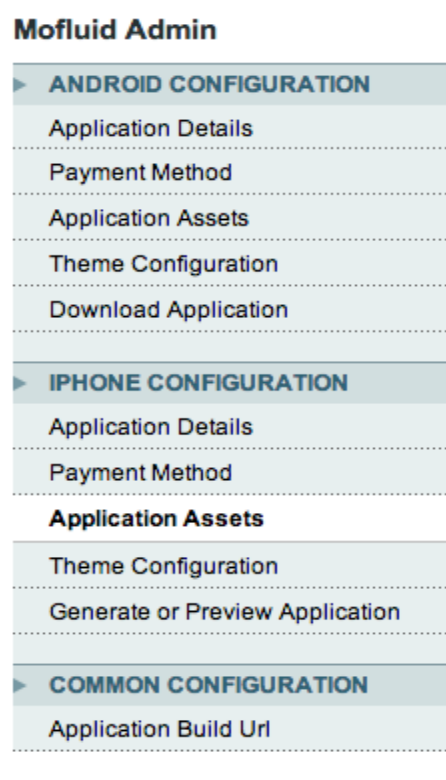 Mofluid Admin
ANDROID CONFIGURATION
Application Details
Payment Method
Application Assets
Theme Configuration
Download Application
IPHONE CONFIGURATION
Application Details
Payment Method
Application Assets
Theme Configuration
Generate or Preview Application
COMMON CONFIGURATION
Application Build Url